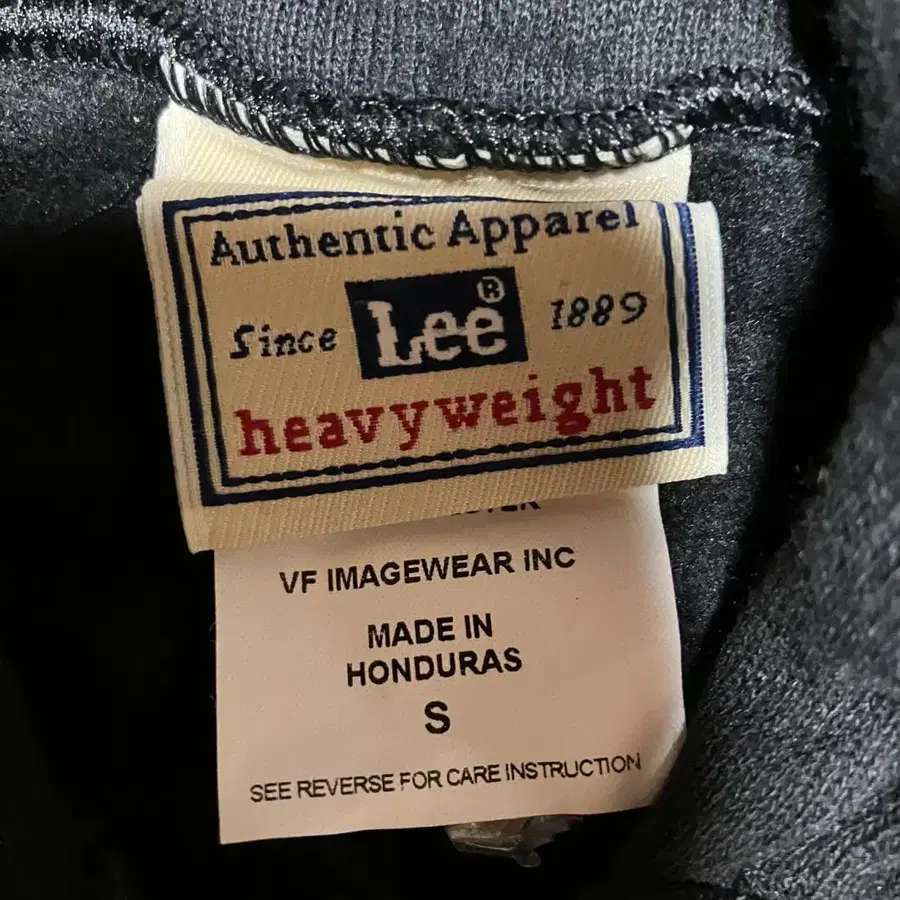 Authentic Apparel
Since Lee® 1889
heavyweight
VF IMAGEWEAR INC
MADE IN
HONDURAS
S
SEE REVERSE FOR CARE INSTRUCTION